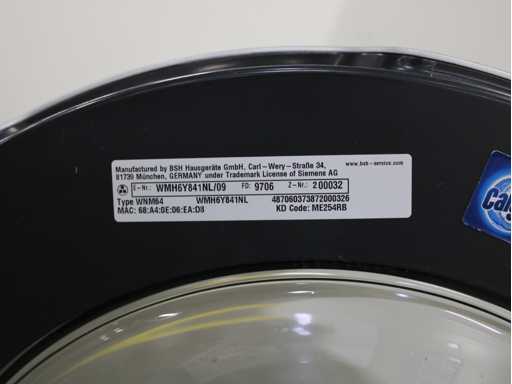 Manufactured by BSH Hausgeräte GmbH, Carl-Wery-Straße 34, www.bsh-service.com
81739 München, GERMANY under Trademark License of Siemens AG
E-Nr.: WMH6Y841NL/09 FD: 9706 Z-Nr.: 200032
Type WNM64 WMH6Y841NL 487060373872000326
MAC: 68:A4:0E:06:EA:D8 KD Code: ME254RB